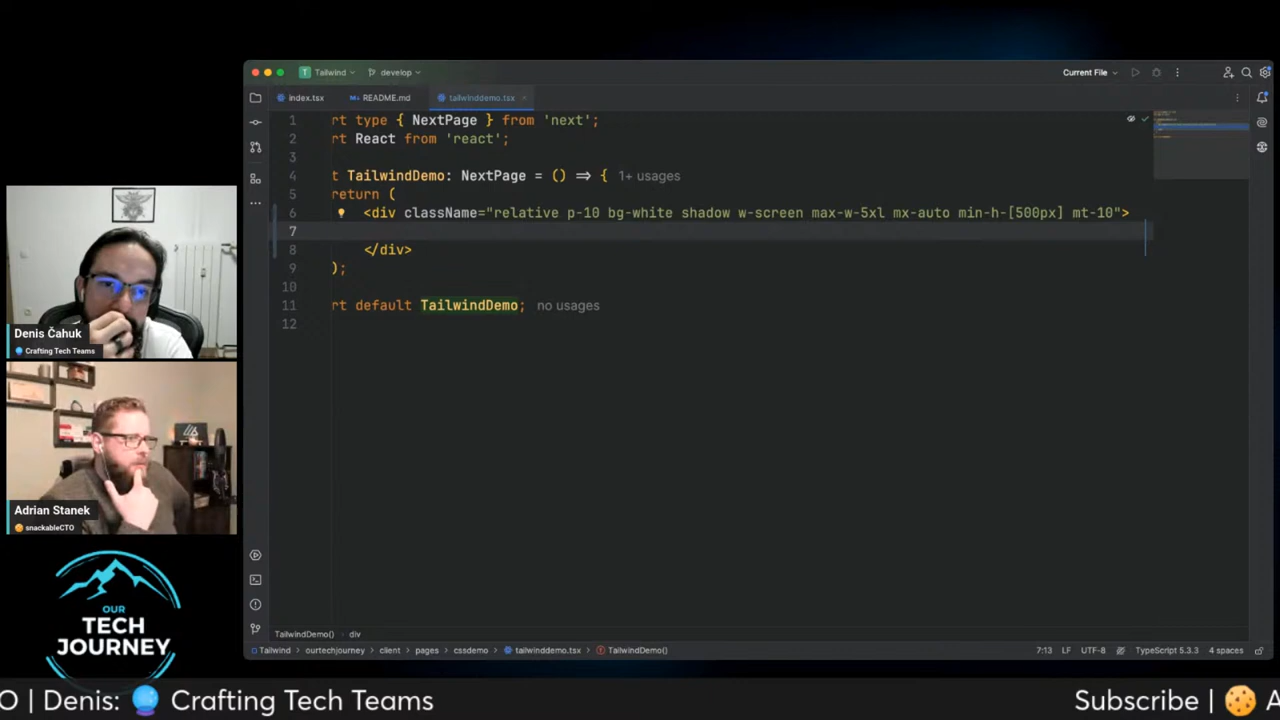 Tailwind
develop
Current File
index.tsx
README.md
tailwinddemo.tsx
1 rt type { NextPage } from 'next';
2 rt React from 'react';
3
4 t TailwindDemo: NextPage = () => { 1+ usages
5 return (
6 <div className="relative p-10 bg-white shadow w-screen max-w-5xl mx-auto min-h-[500px] mt-10">
7
8 </div>
9 );
10
11 rt default TailwindDemo; no usages
12
Denis Čahuk
Crafting Tech Teams
Adrian Stanek
snackableCTO
OUR
TECH
JOURNEY
TailwindDemo() › div
Tailwind › ourtechjourney › client › pages › cssdemo › tailwinddemo.tsx › TailwindDemo()
7:13 LF UTF-8 TypeScript 5.3.3 4 spaces
O | Denis: 🔮 Crafting Tech Teams
Subscribe | 🍪 A